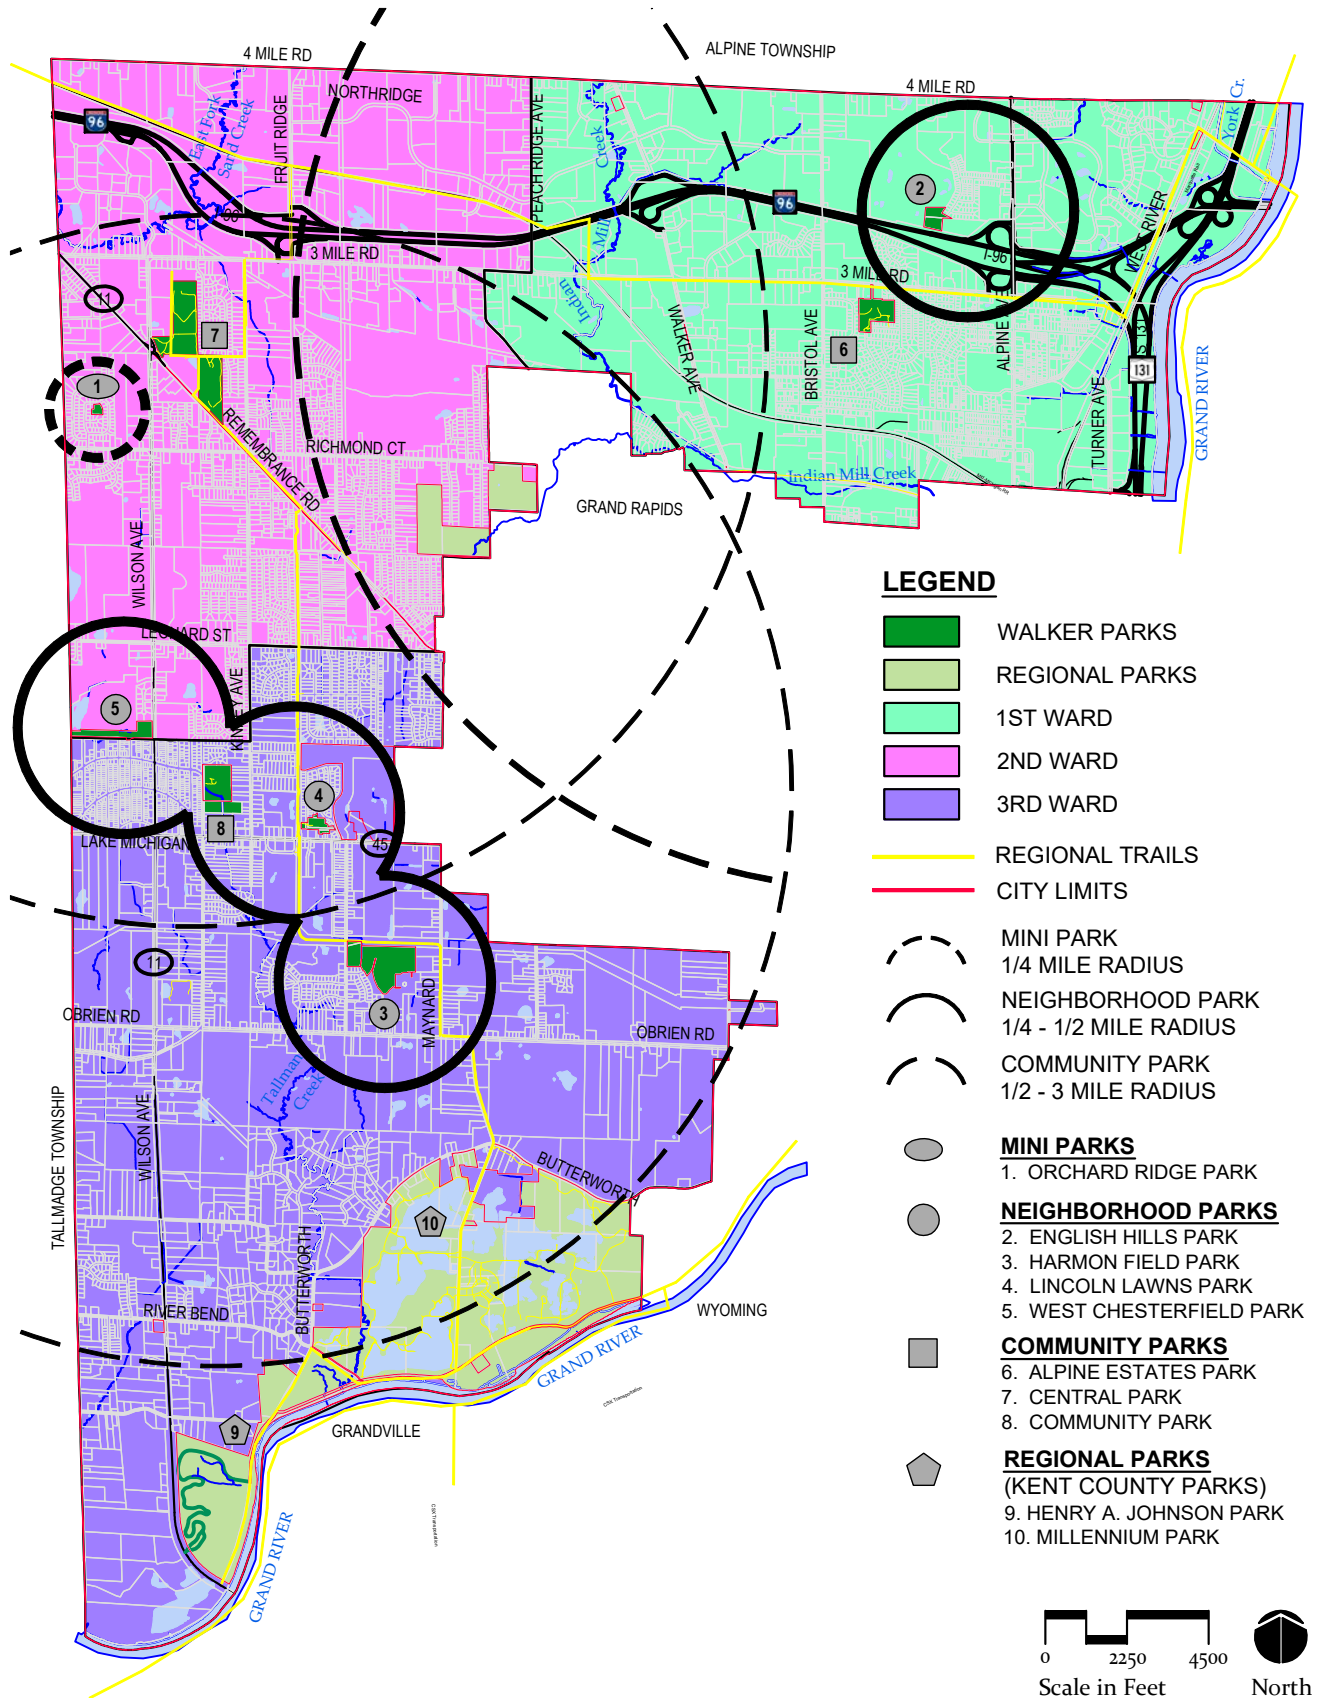 4 MILE RD
ALPINE TOWNSHIP
4 MILE RD
NORTHRIDGE
96
East Fork
Sand Creek
FRUIT RIDGE
PEACH RIDGE AVE
Creek
Mill
Indian
York Cr.
2
96
WEST RIVER
I-96
3 MILE RD
3 MILE RD
11
7
6
WALKER AVE
BRISTOL AVE
ALPINE AVE
TURNER AVE
US 131
131
GRAND RIVER
1
REMEMBRANCE RD
RICHMOND CT
Indian Mill Creek
GRAND RAPIDS
WILSON AVE
LEONARD ST
KINNEY AVE
5
4
8
LAKE MICHIGAN
45
11
3
MAYNARD
OBRIEN RD
OBRIEN RD
Tallman
Creek
TALLMADGE TOWNSHIP
WILSON AVE
BUTTERWORTH
10
BUTTERWORTH
RIVER BEND
WYOMING
GRAND RIVER
CSX Transportation
9
GRANDVILLE
CSX Transportation
GRAND RIVER
LEGEND
WALKER PARKS
REGIONAL PARKS
1ST WARD
2ND WARD
3RD WARD
REGIONAL TRAILS
CITY LIMITS
MINI PARK
1/4 MILE RADIUS
NEIGHBORHOOD PARK
1/4 - 1/2 MILE RADIUS
COMMUNITY PARK
1/2 - 3 MILE RADIUS
MINI PARKS
1. ORCHARD RIDGE PARK
NEIGHBORHOOD PARKS
2. ENGLISH HILLS PARK
3. HARMON FIELD PARK
4. LINCOLN LAWNS PARK
5. WEST CHESTERFIELD PARK
COMMUNITY PARKS
6. ALPINE ESTATES PARK
7. CENTRAL PARK
8. COMMUNITY PARK
REGIONAL PARKS
(KENT COUNTY PARKS)
9. HENRY A. JOHNSON PARK
10. MILLENNIUM PARK
0 2250 4500
Scale in Feet
North